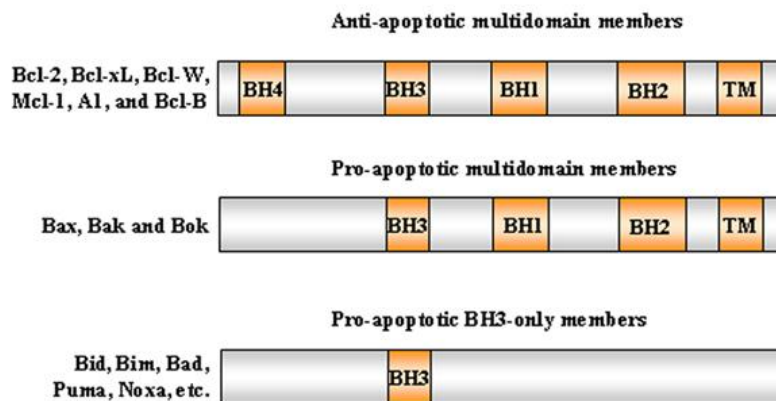 Anti-apoptotic multidomain members
Bcl-2, Bcl-xL, Bcl-W,
Mcl-1, A1, and Bcl-B
BH4 BH3 BH1 BH2 TM
Pro-apoptotic multidomain members
Bax, Bak and Bok
BH3 BH1 BH2 TM
Pro-apoptotic BH3-only members
Bid, Bim, Bad,
Puma, Noxa, etc.
BH3